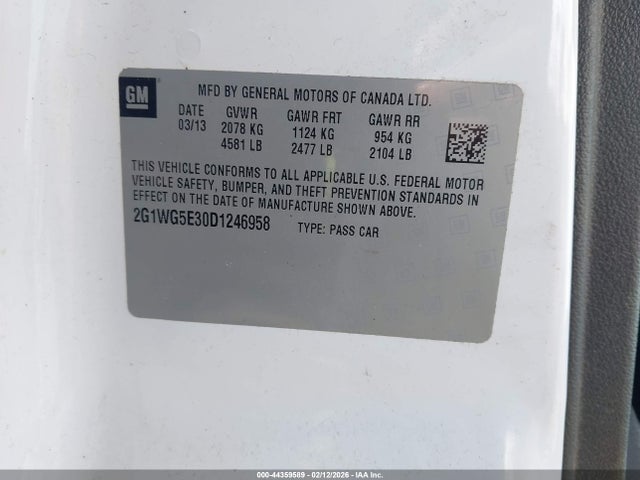 GM
MFD BY GENERAL MOTORS OF CANADA LTD.
DATE GVWR GAWR FRT GAWR RR
03/13 2078 KG 1124 KG 954 KG
4581 LB 2477 LB 2104 LB
THIS VEHICLE CONFORMS TO ALL APPLICABLE U.S. FEDERAL MOTOR
VEHICLE SAFETY, BUMPER, AND THEFT PREVENTION STANDARDS IN
EFFECT ON THE DATE OF MANUFACTURE SHOWN ABOVE.
2G1WG5E30D1246958 TYPE: PASS CAR
000-44359589 - 02/12/2026 - IAA Inc.